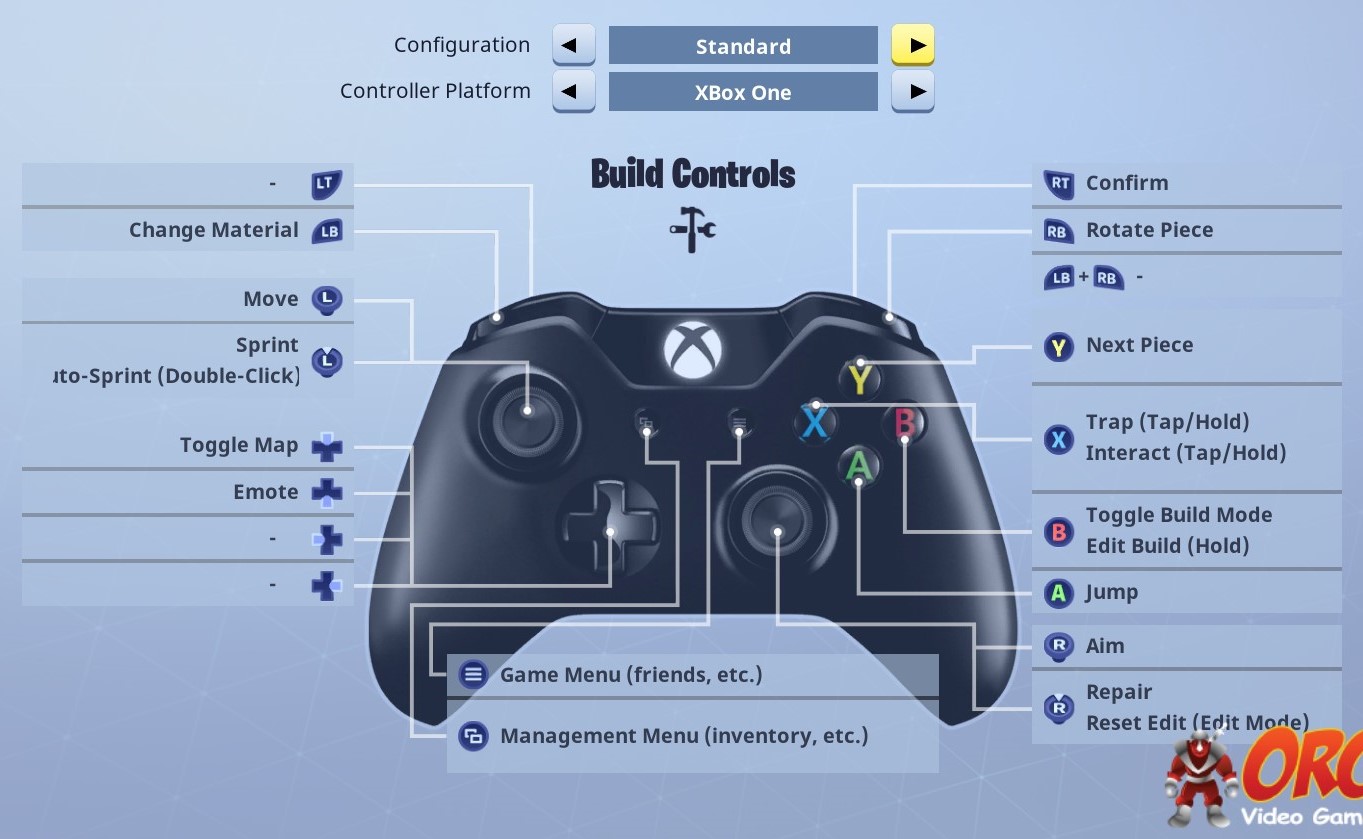 Configuration
Standard
Controller Platform
XBox One
Build Controls
- LT
Change Material LB
Move L
Sprint L
uto-Sprint (Double-Click)
Toggle Map
Emote
-
-
RT Confirm
RB Rotate Piece
LB + RB -
Y Next Piece
X Trap (Tap/Hold)
Interact (Tap/Hold)
B Toggle Build Mode
Edit Build (Hold)
A Jump
R Aim
R Repair
Reset Edit (Edit Mode)
Y
X B
A
Game Menu (friends, etc.)
Management Menu (inventory, etc.)
ORC
Video Gam